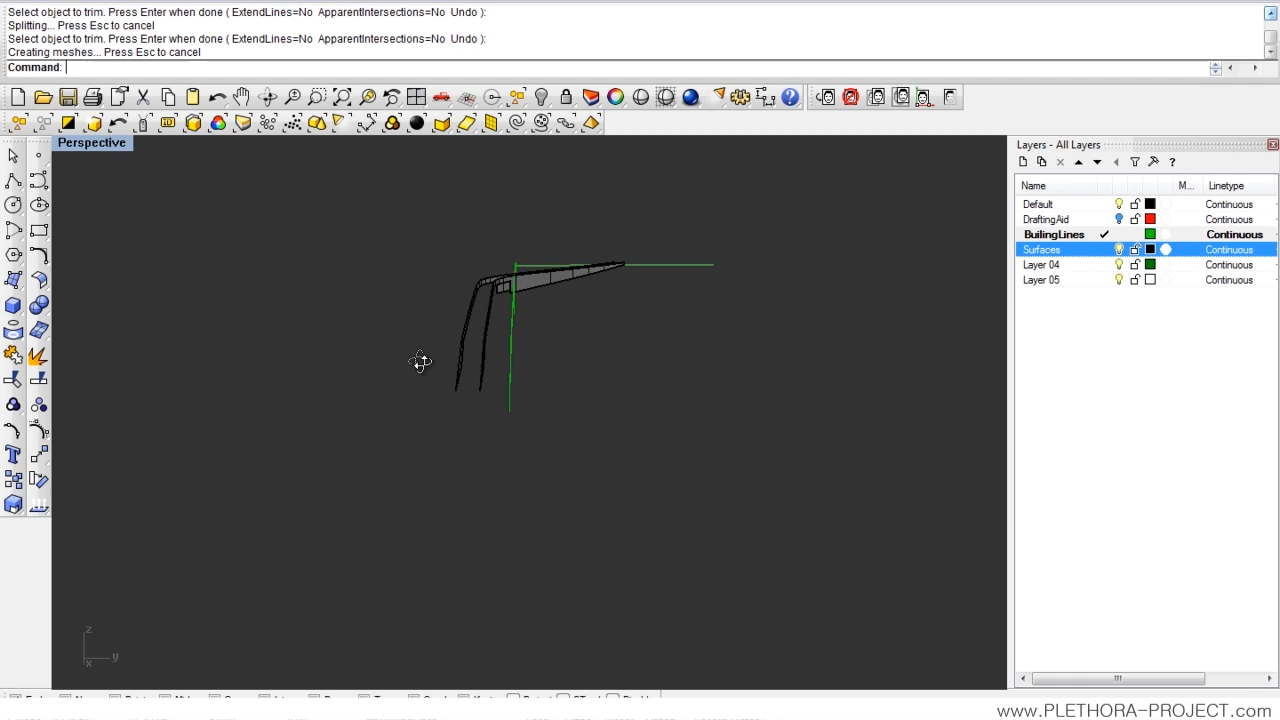 Select object to trim. Press Enter when done ( ExtendLines=No  ApparentIntersections=No  Undo ):
Splitting... Press Esc to cancel
Select object to trim. Press Enter when done ( ExtendLines=No  ApparentIntersections=No  Undo ):
Creating meshes... Press Esc to cancel
Command:
Perspective
Layers - All Layers
Name M... Linetype
Default Continuous
DraftingAid Continuous
BuilingLines Continuous
Surfaces Continuous
Layer 04 Continuous
Layer 05 Continuous
z
x y
www.PLETHORA-PROJECT.com